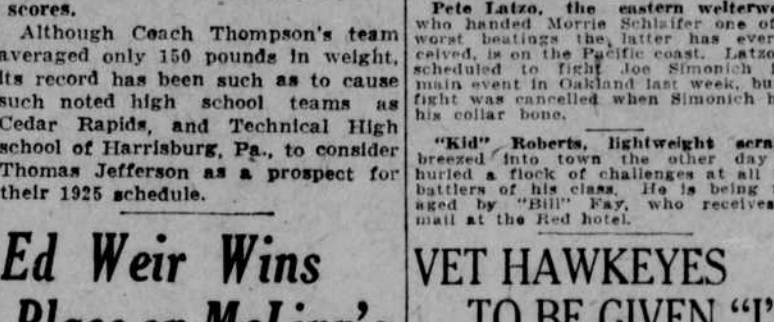 scores.
Although Coach Thompson's team
averaged only 150 pounds in weight,
its record has been such as to cause
such noted high school teams as
Cedar Rapids, and Technical High
school of Harrisburg, Pa., to consider
Thomas Jefferson as a prospect for
their 1925 schedule.
Ed Weir Wins
Place on
Pete Latzo, the eastern
who handed Morrie Schlaifer one of
worst beatings the latter has ever
ceived, is on the Pacific coast. Latzo
scheduled to fight Joe Simonich
main event in Oakland last week, but
fight was cancelled when Simonich
his collar bone.
"Kid" Roberts, lightweight
breezed into town the other day
hurled a flock of challenges at all
battlers of his class. He is being
aged by "Bill" Fay, who receives
mail at the Red hotel.
VET HAWKEYES
TO BE GIVEN "I"